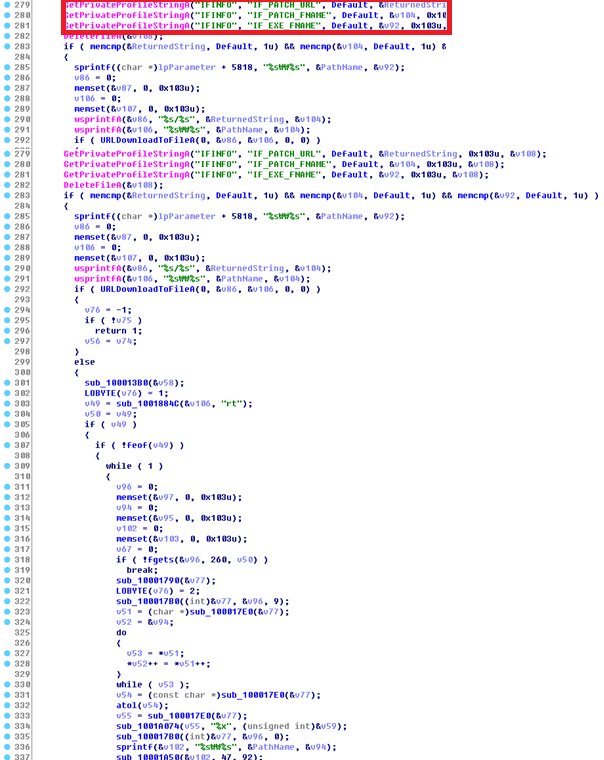 279 GetPrivateProfileStringA("IFINFO", "IF_PATCH_URL", Default, &ReturnedStri
280 GetPrivateProfileStringA("IFINFO", "IF_PATCH_FNAME", Default, &v104, 0x10
281 GetPrivateProfileStringA("IFINFO", "IF_EXE_FNAME", Default, &v92, 0x103u,
282 DeleteFileA(&v108);
283 if ( memcmp(&ReturnedString, Default, 1u) && memcmp(&v104, Default, 1u) &
284 {
285 sprintf((char *)lpParameter + 5818, "%s₩₩%s", &PathName, &v92);
286 v86 = 0;
287 memset(&v87, 0, 0x103u);
288 v106 = 0;
289 memset(&v107, 0, 0x103u);
290 wsprintfA(&v86, "%s/%s", &ReturnedString, &v104);
291 wsprintfA(&v106, "%s₩₩%s", &PathName, &v104);
292 if ( URLDownloadToFileA(0, &v86, &v106, 0, 0) )
279 GetPrivateProfileStringA("IFINFO", "IF_PATCH_URL", Default, &ReturnedString, 0x103u, &v108);
280 GetPrivateProfileStringA("IFINFO", "IF_PATCH_FNAME", Default, &v104, 0x103u, &v108);
281 GetPrivateProfileStringA("IFINFO", "IF_EXE_FNAME", Default, &v92, 0x103u, &v108);
282 DeleteFileA(&v108);
283 if ( memcmp(&ReturnedString, Default, 1u) && memcmp(&v104, Default, 1u) && memcmp(&v92, Default, 1u) )
284 {
285 sprintf((char *)lpParameter + 5818, "%s₩₩%s", &PathName, &v92);
286 v86 = 0;
287 memset(&v87, 0, 0x103u);
288 v106 = 0;
289 memset(&v107, 0, 0x103u);
290 wsprintfA(&v86, "%s/%s", &ReturnedString, &v104);
291 wsprintfA(&v106, "%s₩₩%s", &PathName, &v104);
292 if ( URLDownloadToFileA(0, &v86, &v106, 0, 0) )
293 {
294 v76 = -1;
295 if ( !v75 )
296 return 1;
297 v56 = v74;
298 }
299 else
300 {
301 sub_100013B0(&v58);
302 LOBYTE(v76) = 1;
303 v49 = sub_1001884C(&v106, "rt");
304 v50 = v49;
305 if ( v49 )
306 {
307 if ( !feof(v49) )
308 {
309 while ( 1 )
310 {
311 v96 = 0;
312 memset(&v97, 0, 0x103u);
313 v94 = 0;
314 memset(&v95, 0, 0x103u);
315 v102 = 0;
316 memset(&v103, 0, 0x103u);
317 v67 = 0;
318 if ( !fgets(&v96, 260, v50) )
319 break;
320 sub_10001790(&v77);
321 LOBYTE(v76) = 2;
322 sub_100017B0((int)&v77, &v96, 9);
323 v51 = (char *)sub_100017E0(&v77);
324 v52 = &v94;
325 do
326 {
327 v53 = *v51;
328 *v52++ = *v51++;
329 }
330 while ( v53 );
331 v54 = (const char *)sub_100017E0(&v77);
332 atol(v54);
333 v55 = sub_100017E0(&v77);
334 sub_1001A074(v55, "%x", (unsigned int)&v59);
335 sub_100017B0((int)&v77, &v96, 0);
336 sprintf(&v102, "%s₩₩%s", &PathName, &v94);
337 sub_10001A50(&v102, 47, 92);